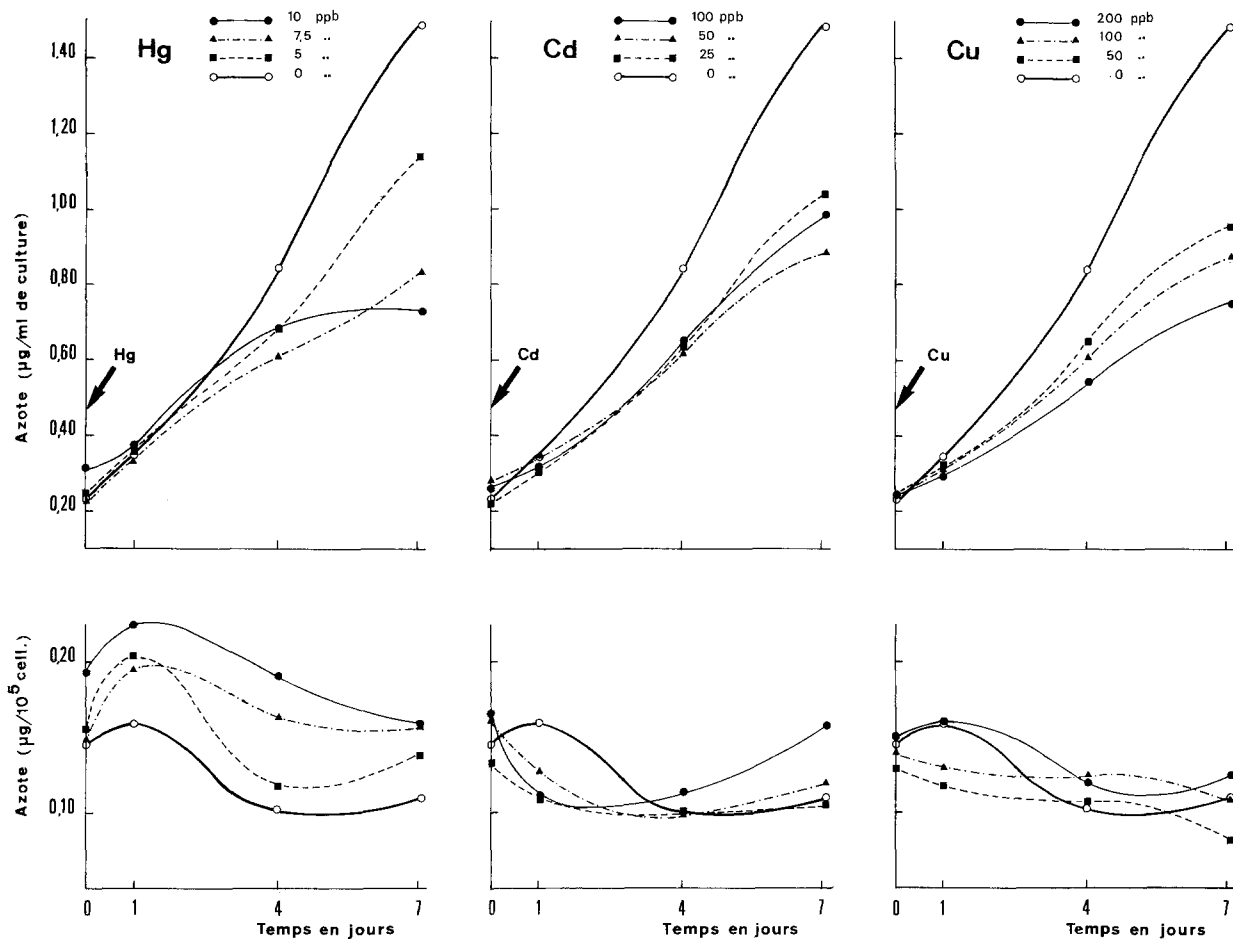 Hg
10 ppb
7,5 "
5 "
0 "
Cd
100 ppb
50 "
25 "
0 "
Cu
200 ppb
100 "
50 "
0 "
Azote (µg/ml de culture)
1,40
1,20
1,00
0,80
0,60
0,40
0,20
Hg
Cd
Cu
Azote (µg/10⁵ cell.)
0,20
0,10
0 1 4 7
0 1 4 7
0 1 4 7
Temps en jours
Temps en jours
Temps en jours